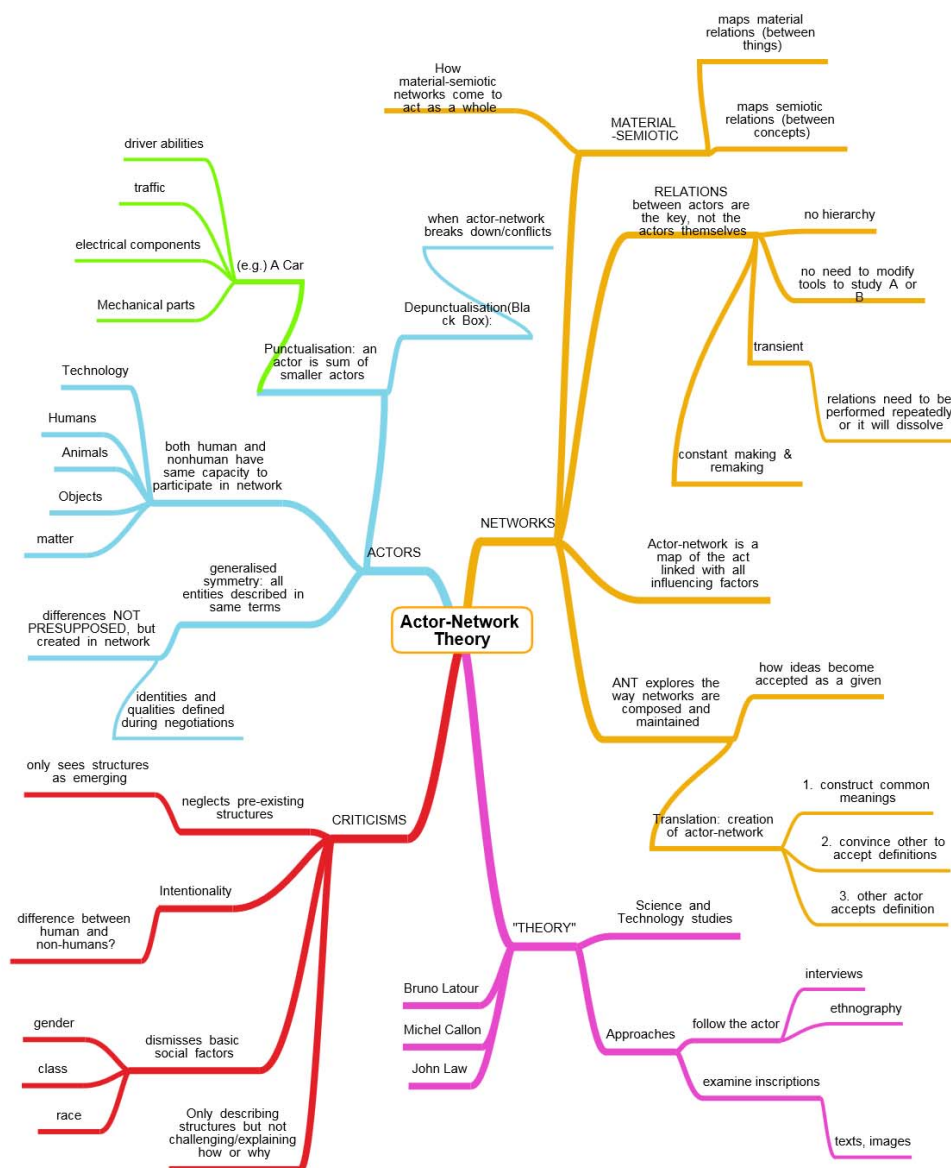 Actor-Network
Theory
NETWORKS
MATERIAL
-SEMIOTIC
How
material-semiotic
networks come to
act as a whole
maps material
relations (between
things)
maps semiotic
relations (between
concepts)
RELATIONS
between actors are
the key, not the
actors themselves
no hierarchy
no need to modify
tools to study A or
B
transient
relations need to be
performed repeatedly
or it will dissolve
constant making &
remaking
Actor-network is a
map of the act
linked with all
influencing factors
ANT explores the
way networks are
composed and
maintained
how ideas become
accepted as a given
Translation: creation
of actor-network
1. construct common
meanings
2. convince other to
accept definitions
3. other actor
accepts definition
"THEORY"
Science and
Technology studies
Approaches
follow the actor
interviews
ethnography
examine inscriptions
texts, images
Bruno Latour
Michel Callon
John Law
CRITICISMS
neglects pre-existing
structures
only sees structures
as emerging
Intentionality
difference between
human and
non-humans?
dismisses basic
social factors
gender
class
race
Only describing
structures but not
challenging/explaining
how or why
ACTORS
Punctualisation: an
actor is sum of
smaller actors
(e.g.) A Car
driver abilities
traffic
electrical components
Mechanical parts
Depunctualisation(Bla
ck Box):
when actor-network
breaks down/conflicts
both human and
nonhuman have
same capacity to
participate in network
Technology
Humans
Animals
Objects
matter
generalised
symmetry: all
entities described in
same terms
differences NOT
PRESUPPOSED, but
created in network
identities and
qualities defined
during negotiations